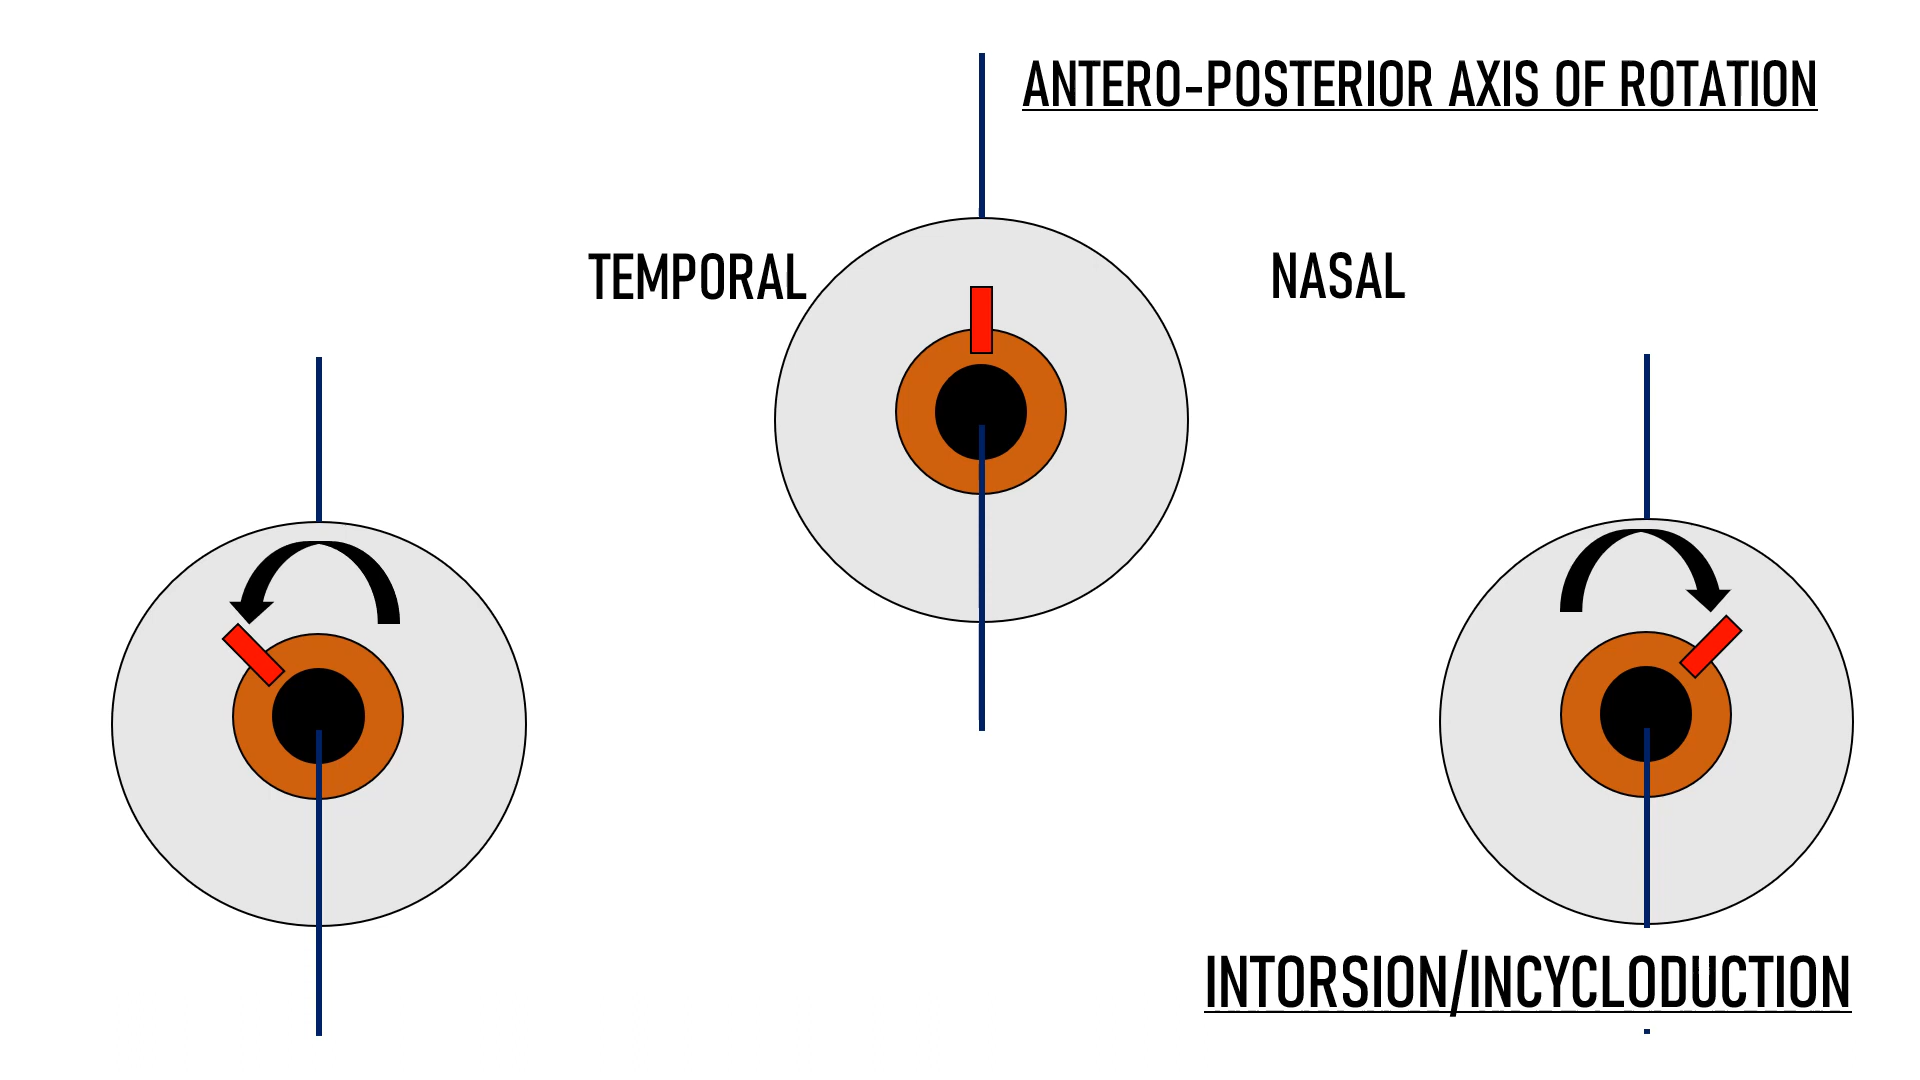 ANTERO-POSTERIOR AXIS OF ROTATION
TEMPORAL
NASAL
INTORSION/INCYCLODUCTION